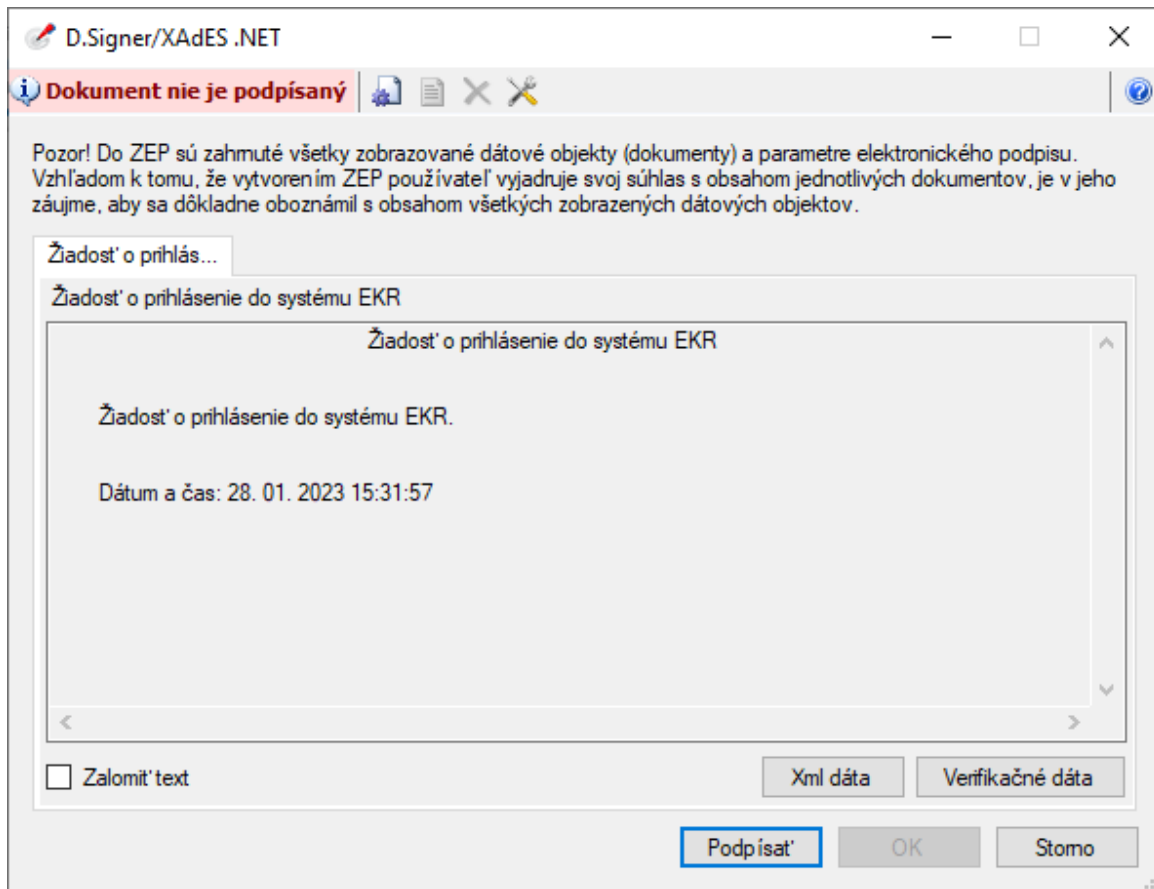 D.Signer/XAdES .NET
Dokument nie je podpísaný
Pozor! Do ZEP sú zahrnuté všetky zobrazované dátové objekty (dokumenty) a parametre elektronického podpisu.
Vzhľadom k tomu, že vytvorením ZEP používateľ vyjadruje svoj súhlas s obsahom jednotlivých dokumentov, je v jeho
záujme, aby sa dôkladne oboznámil s obsahom všetkých zobrazených dátových objektov.
Žiadosť o prihlás...
Žiadosť o prihlásenie do systému EKR
Žiadosť o prihlásenie do systému EKR
Žiadosť o prihlásenie do systému EKR.
Dátum a čas: 28. 01. 2023 15:31:57
Zalomiť text
Xml dáta
Verifikačné dáta
Podpísať
OK
Storno